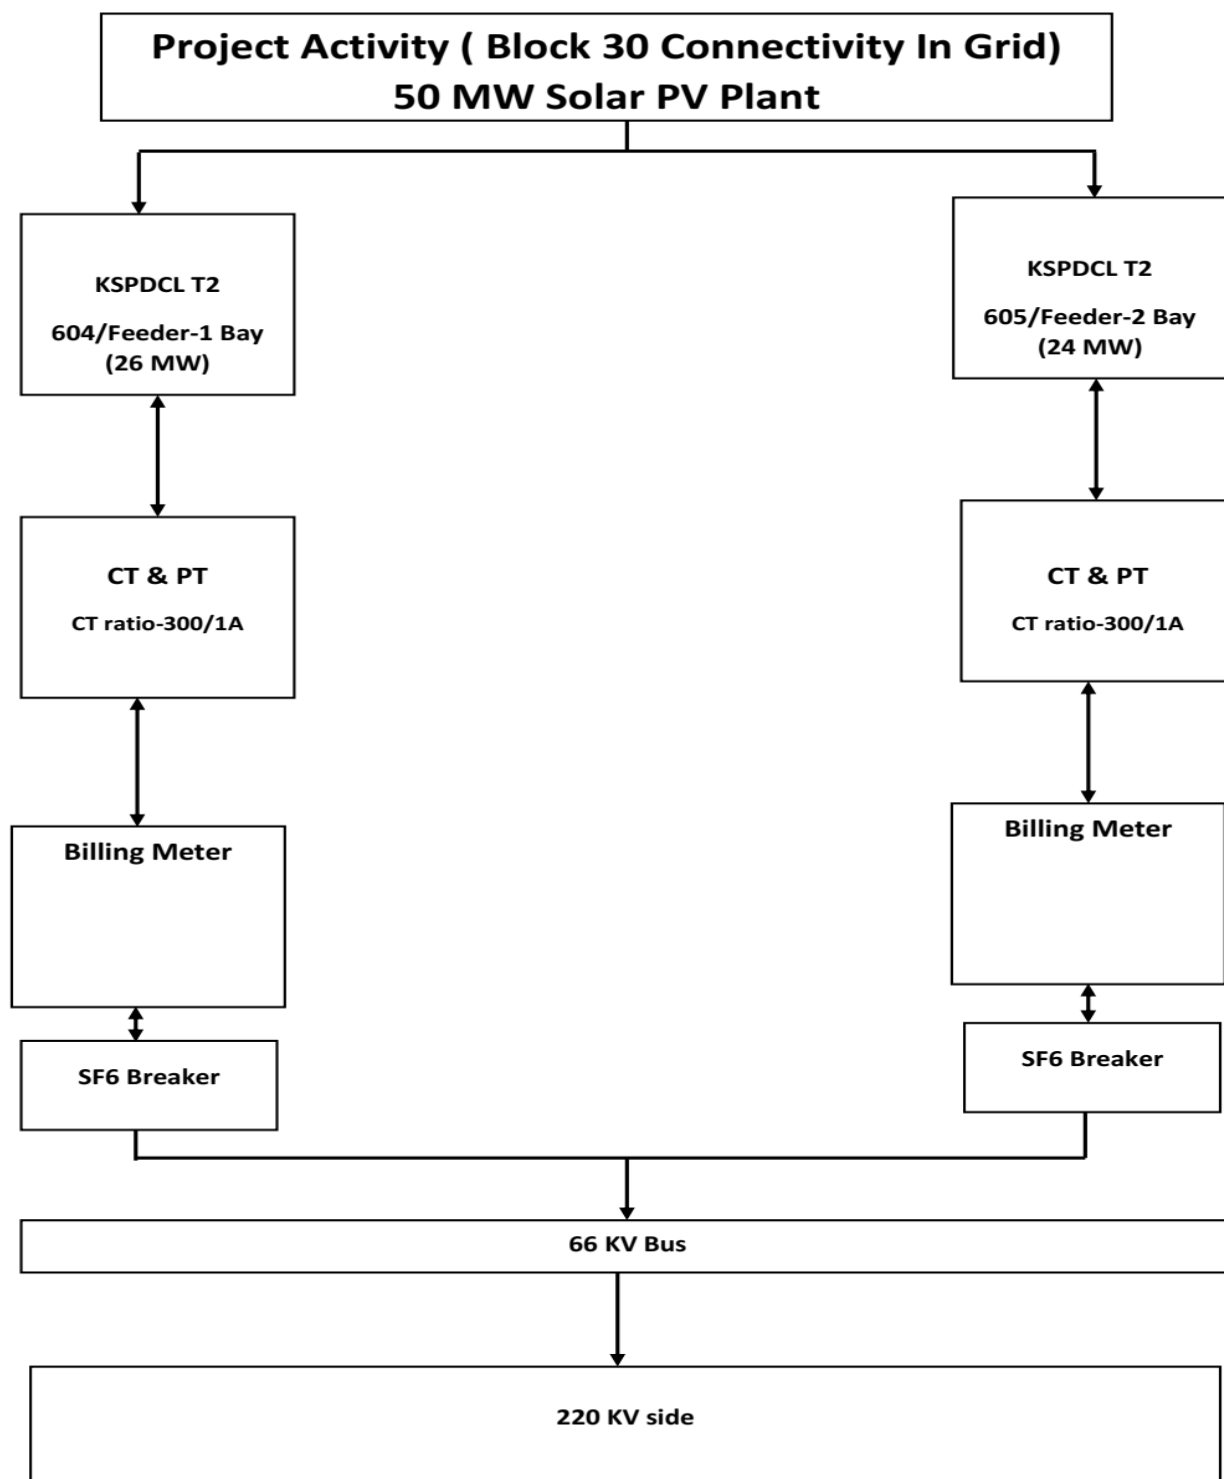 Project Activity ( Block 30 Connectivity In Grid)
50 MW Solar PV Plant
KSPDCL T2
604/Feeder-1 Bay
(26 MW)
KSPDCL T2
605/Feeder-2 Bay
(24 MW)
CT & PT
CT ratio-300/1A
CT & PT
CT ratio-300/1A
Billing Meter
Billing Meter
SF6 Breaker
SF6 Breaker
66 KV Bus
220 KV side